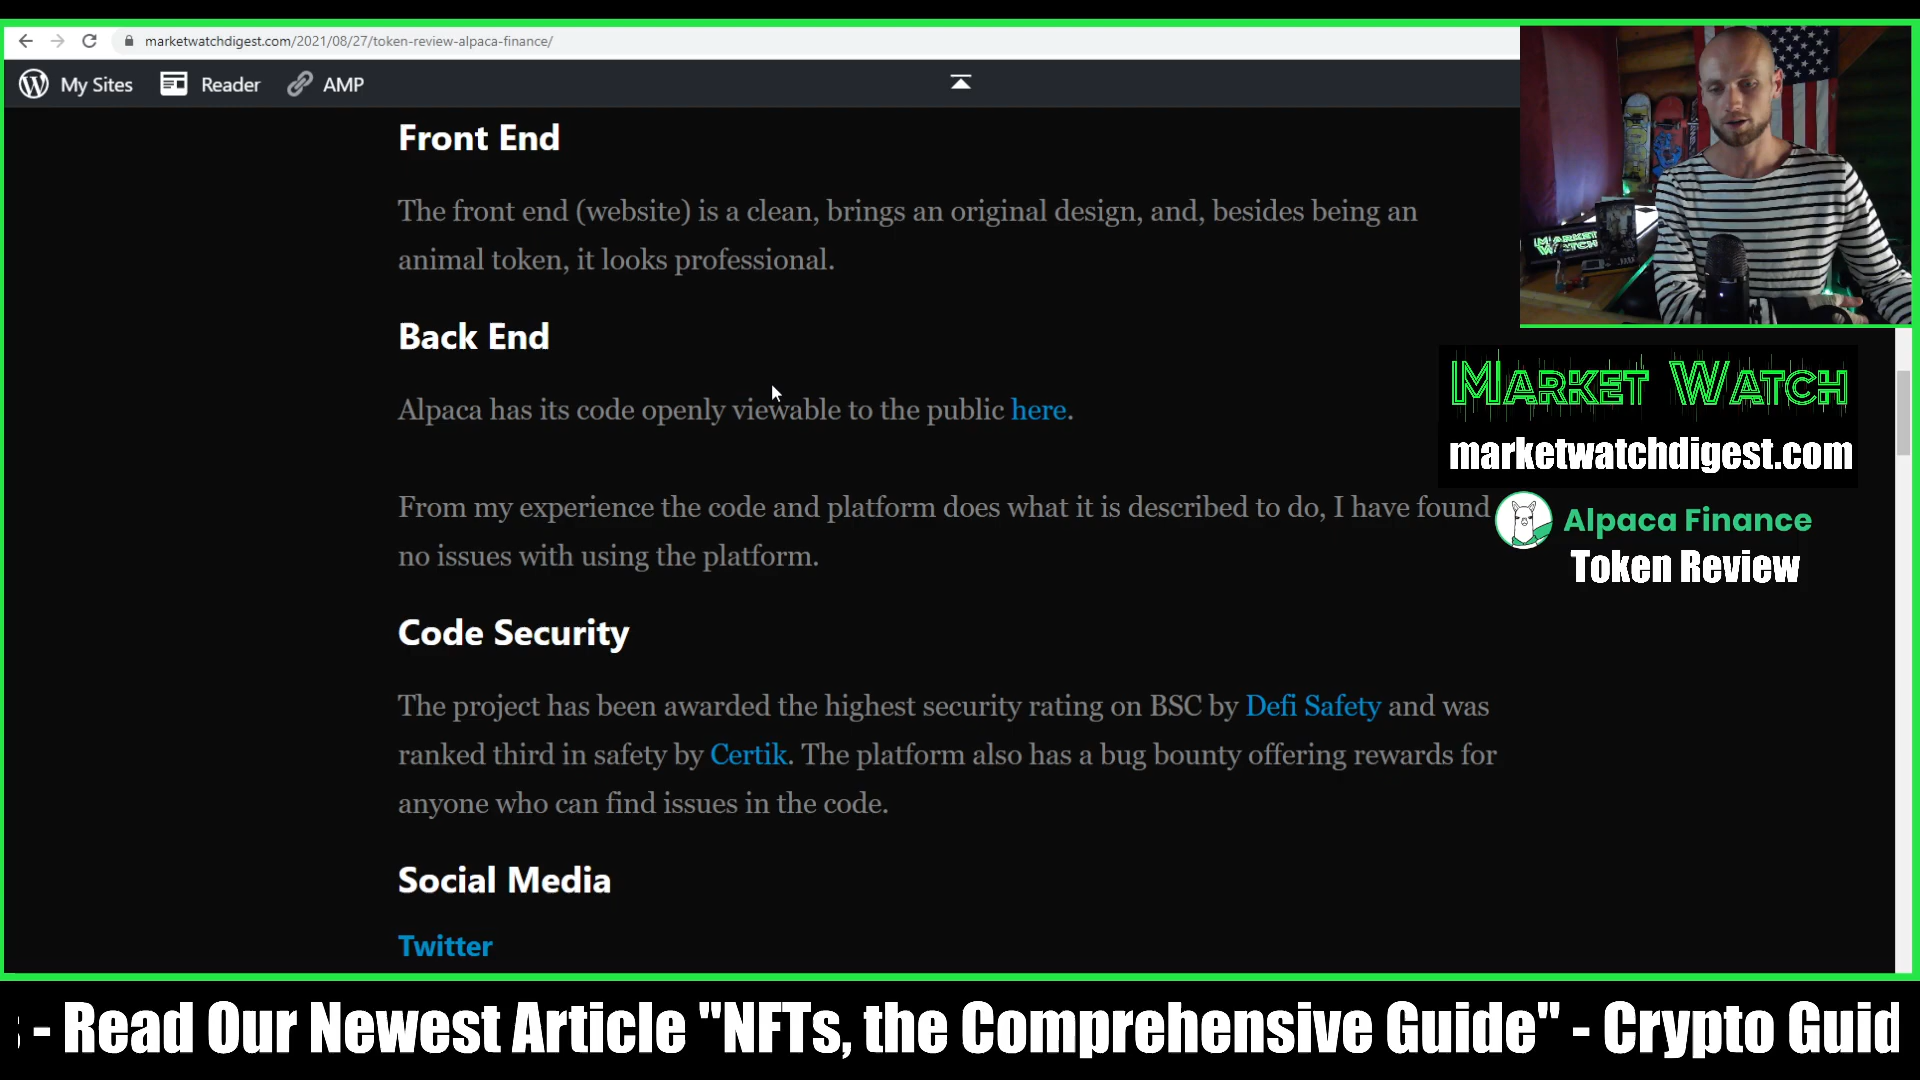 marketwatchdigest.com/2021/08/27/token-review-alpaca-finance/
My Sites Reader AMP
Front End
The front end (website) is a clean, brings an original design, and, besides being an
animal token, it looks professional.
Back End
Alpaca has its code openly viewable to the public here.
From my experience the code and platform does what it is described to do, I have found
no issues with using the platform.
Code Security
The project has been awarded the highest security rating on BSC by Defi Safety and was
ranked third in safety by Certik. The platform also has a bug bounty offering rewards for
anyone who can find issues in the code.
Social Media
Twitter
MARKET WATCH
MARKET WATCH
marketwatchdigest.com
Alpaca Finance
Token Review
- Read Our Newest Article "NFTs, the Comprehensive Guide" - Crypto Guid